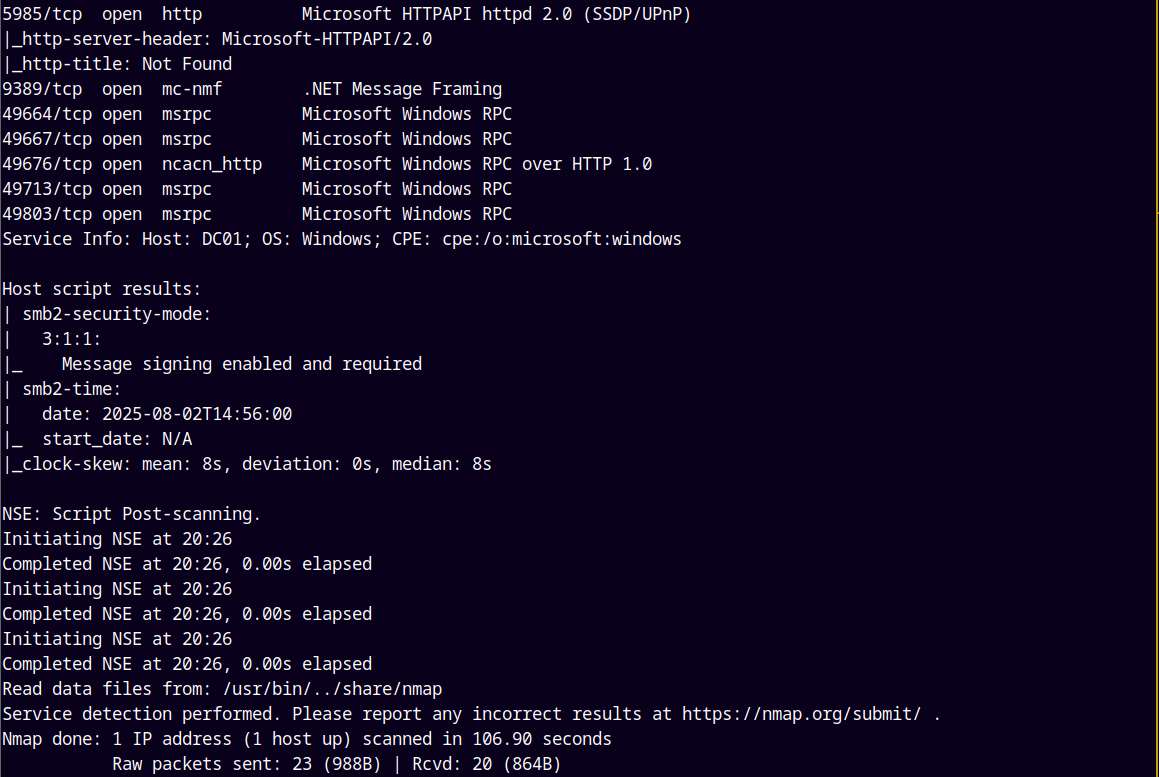 5985/tcp  open  http          Microsoft HTTPAPI httpd 2.0 (SSDP/UPnP)
|_http-server-header: Microsoft-HTTPAPI/2.0
|_http-title: Not Found
9389/tcp  open  mc-nmf        .NET Message Framing
49664/tcp open  msrpc         Microsoft Windows RPC
49667/tcp open  msrpc         Microsoft Windows RPC
49676/tcp open  ncacn_http    Microsoft Windows RPC over HTTP 1.0
49713/tcp open  msrpc         Microsoft Windows RPC
49803/tcp open  msrpc         Microsoft Windows RPC
Service Info: Host: DC01; OS: Windows; CPE: cpe:/o:microsoft:windows

Host script results:
| smb2-security-mode:
|   3:1:1:
|_    Message signing enabled and required
| smb2-time:
|   date: 2025-08-02T14:56:00
|_  start_date: N/A
|_clock-skew: mean: 8s, deviation: 0s, median: 8s

NSE: Script Post-scanning.
Initiating NSE at 20:26
Completed NSE at 20:26, 0.00s elapsed
Initiating NSE at 20:26
Completed NSE at 20:26, 0.00s elapsed
Initiating NSE at 20:26
Completed NSE at 20:26, 0.00s elapsed
Read data files from: /usr/bin/../share/nmap
Service detection performed. Please report any incorrect results at https://nmap.org/submit/ .
Nmap done: 1 IP address (1 host up) scanned in 106.90 seconds
           Raw packets sent: 23 (988B) | Rcvd: 20 (864B)